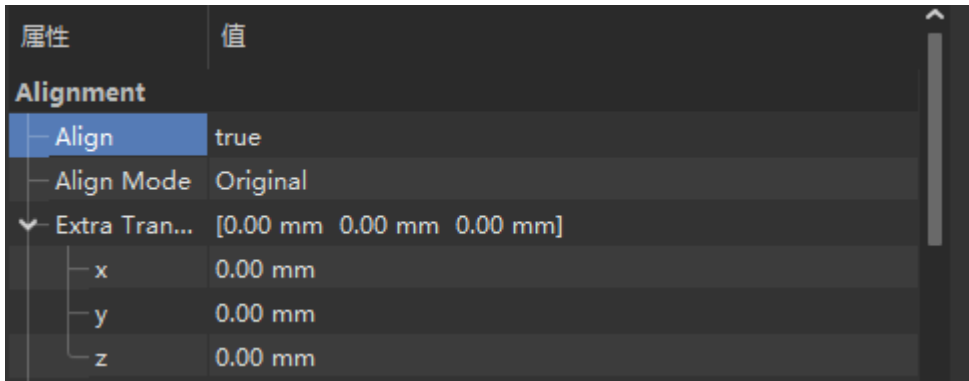 属性 值
Alignment
Align true
Align Mode Original
Extra Tran... [0.00 mm 0.00 mm 0.00 mm]
x 0.00 mm
y 0.00 mm
z 0.00 mm